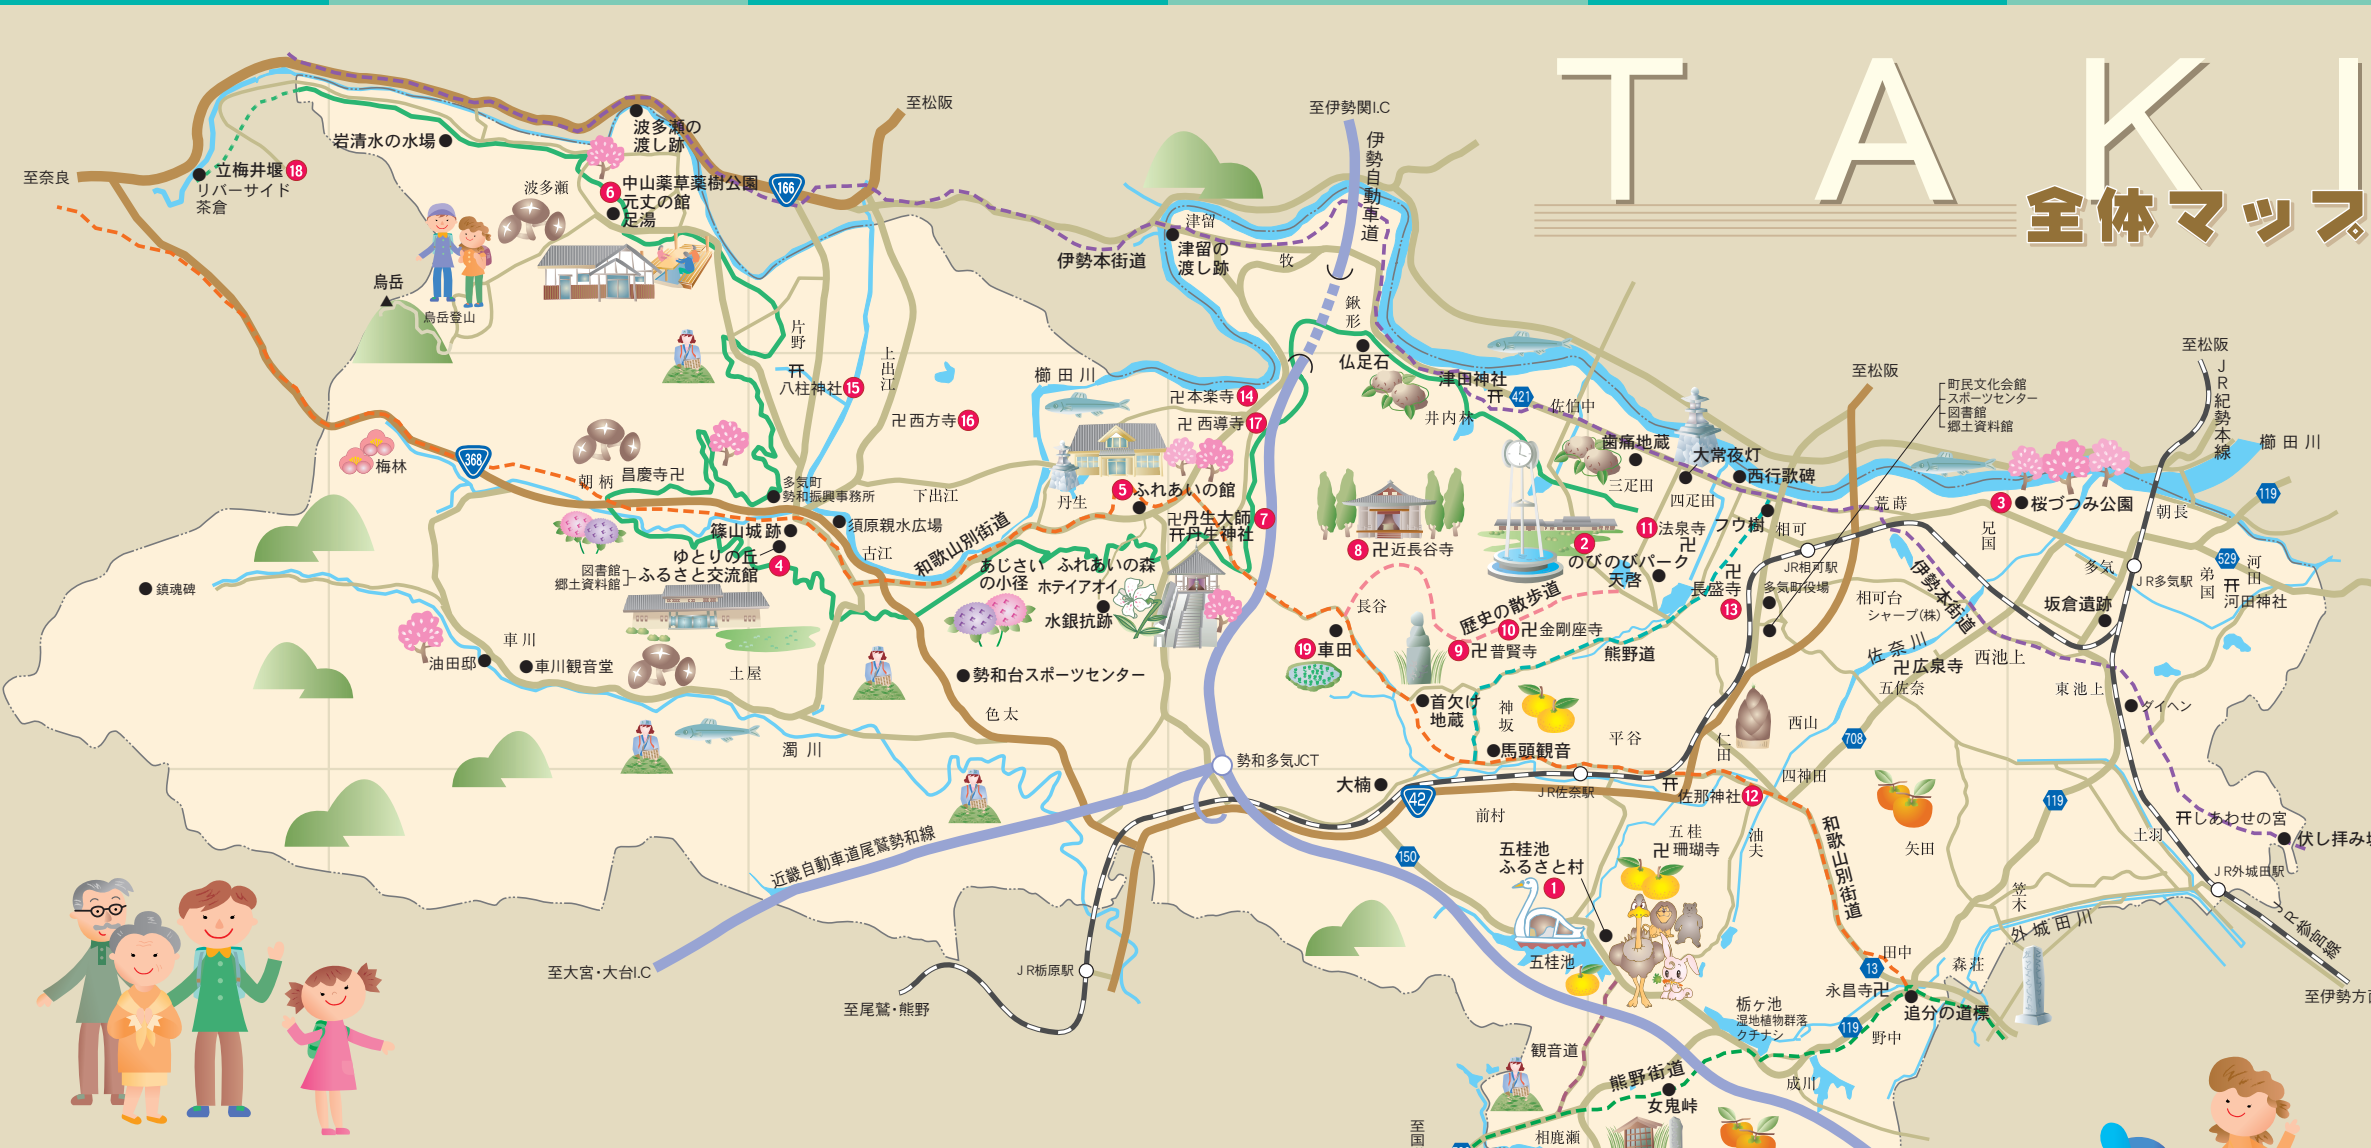 TAKI
全体マップ
至松阪
至伊勢関I.C
伊勢自動車道
岩清水の水場
波多瀬の
渡し跡
至奈良
立梅井堰 18
リバーサイド
茶倉
波多瀬
6 中山薬草薬樹公園
元丈の館
足湯
166
津留
津留の
渡し跡
伊勢本街道
牧
烏岳
烏岳登山
鍬形
片野
八柱神社 15
上出江
櫛田川
仏足石
津田神社
421
佐伯中
井内林
卍本楽寺 14
卍西導寺 17
卍西方寺 16
至松阪
町民文化会館
スポーツセンター
図書館
郷土資料館
至松阪
JR紀勢本線
櫛田川
歯痛地蔵
大常夜灯
西行歌碑
三疋田
四疋田
梅林
368
朝柄
昌慶寺卍
多気町
勢和振興事務所
下出江
丹生
5 ふれあいの館
卍丹生大師 7
丹生神社
須原親水広場
篠山城跡
ゆとりの丘
ふるさと交流館
4
図書館
郷土資料館
古江
和歌山別街道
あじさい
の小径
ふれあいの森
ホテイアオイ
水銀抗跡
8 卍近長谷寺
11 法泉寺
卍
フウ樹
相可
荒蒔
兄国
3 桜づつみ公園
119
朝長
2
のびのびパーク
天啓
JR相可駅
多気町役場
卍
長盛寺
13
伊勢本街道
多気
JR多気駅
529
弟国
河田
河田神社
坂倉遺跡
相可台
シャープ(株)
佐奈川
卍広泉寺
西池上
五佐奈
東池上
ダイヘン
鎮魂碑
車川
油田邸
車川観音堂
土屋
勢和台スポーツセンター
色太
濁川
長谷
歴史の散歩道
10 卍金剛座寺
9 卍普賢寺
熊野道
19 車田
首欠け
地蔵
神坂
馬頭観音
平谷
仁田
西山
708
四神田
勢和多気JCT
大楠
42
JR佐奈駅
佐那神社 12
前村
近畿自動車道尾鷲勢和線
150
五桂池
ふるさと村
1
五桂
卍珊瑚寺
油夫
和歌山別街道
矢田
119
しあわせの宮
土羽
伏し拝み坂
JR外城田駅
笠木
外城田川
JR参宮線
至伊勢方面
至大宮・大台I.C
至尾鷲・熊野
JR栃原駅
五桂池
田中
13
永昌寺卍
森荘
追分の道標
栃ヶ池
湿地植物群落
クチナシ
119
野中
観音道
熊野街道
女鬼峠
成川
相鹿瀬
至国